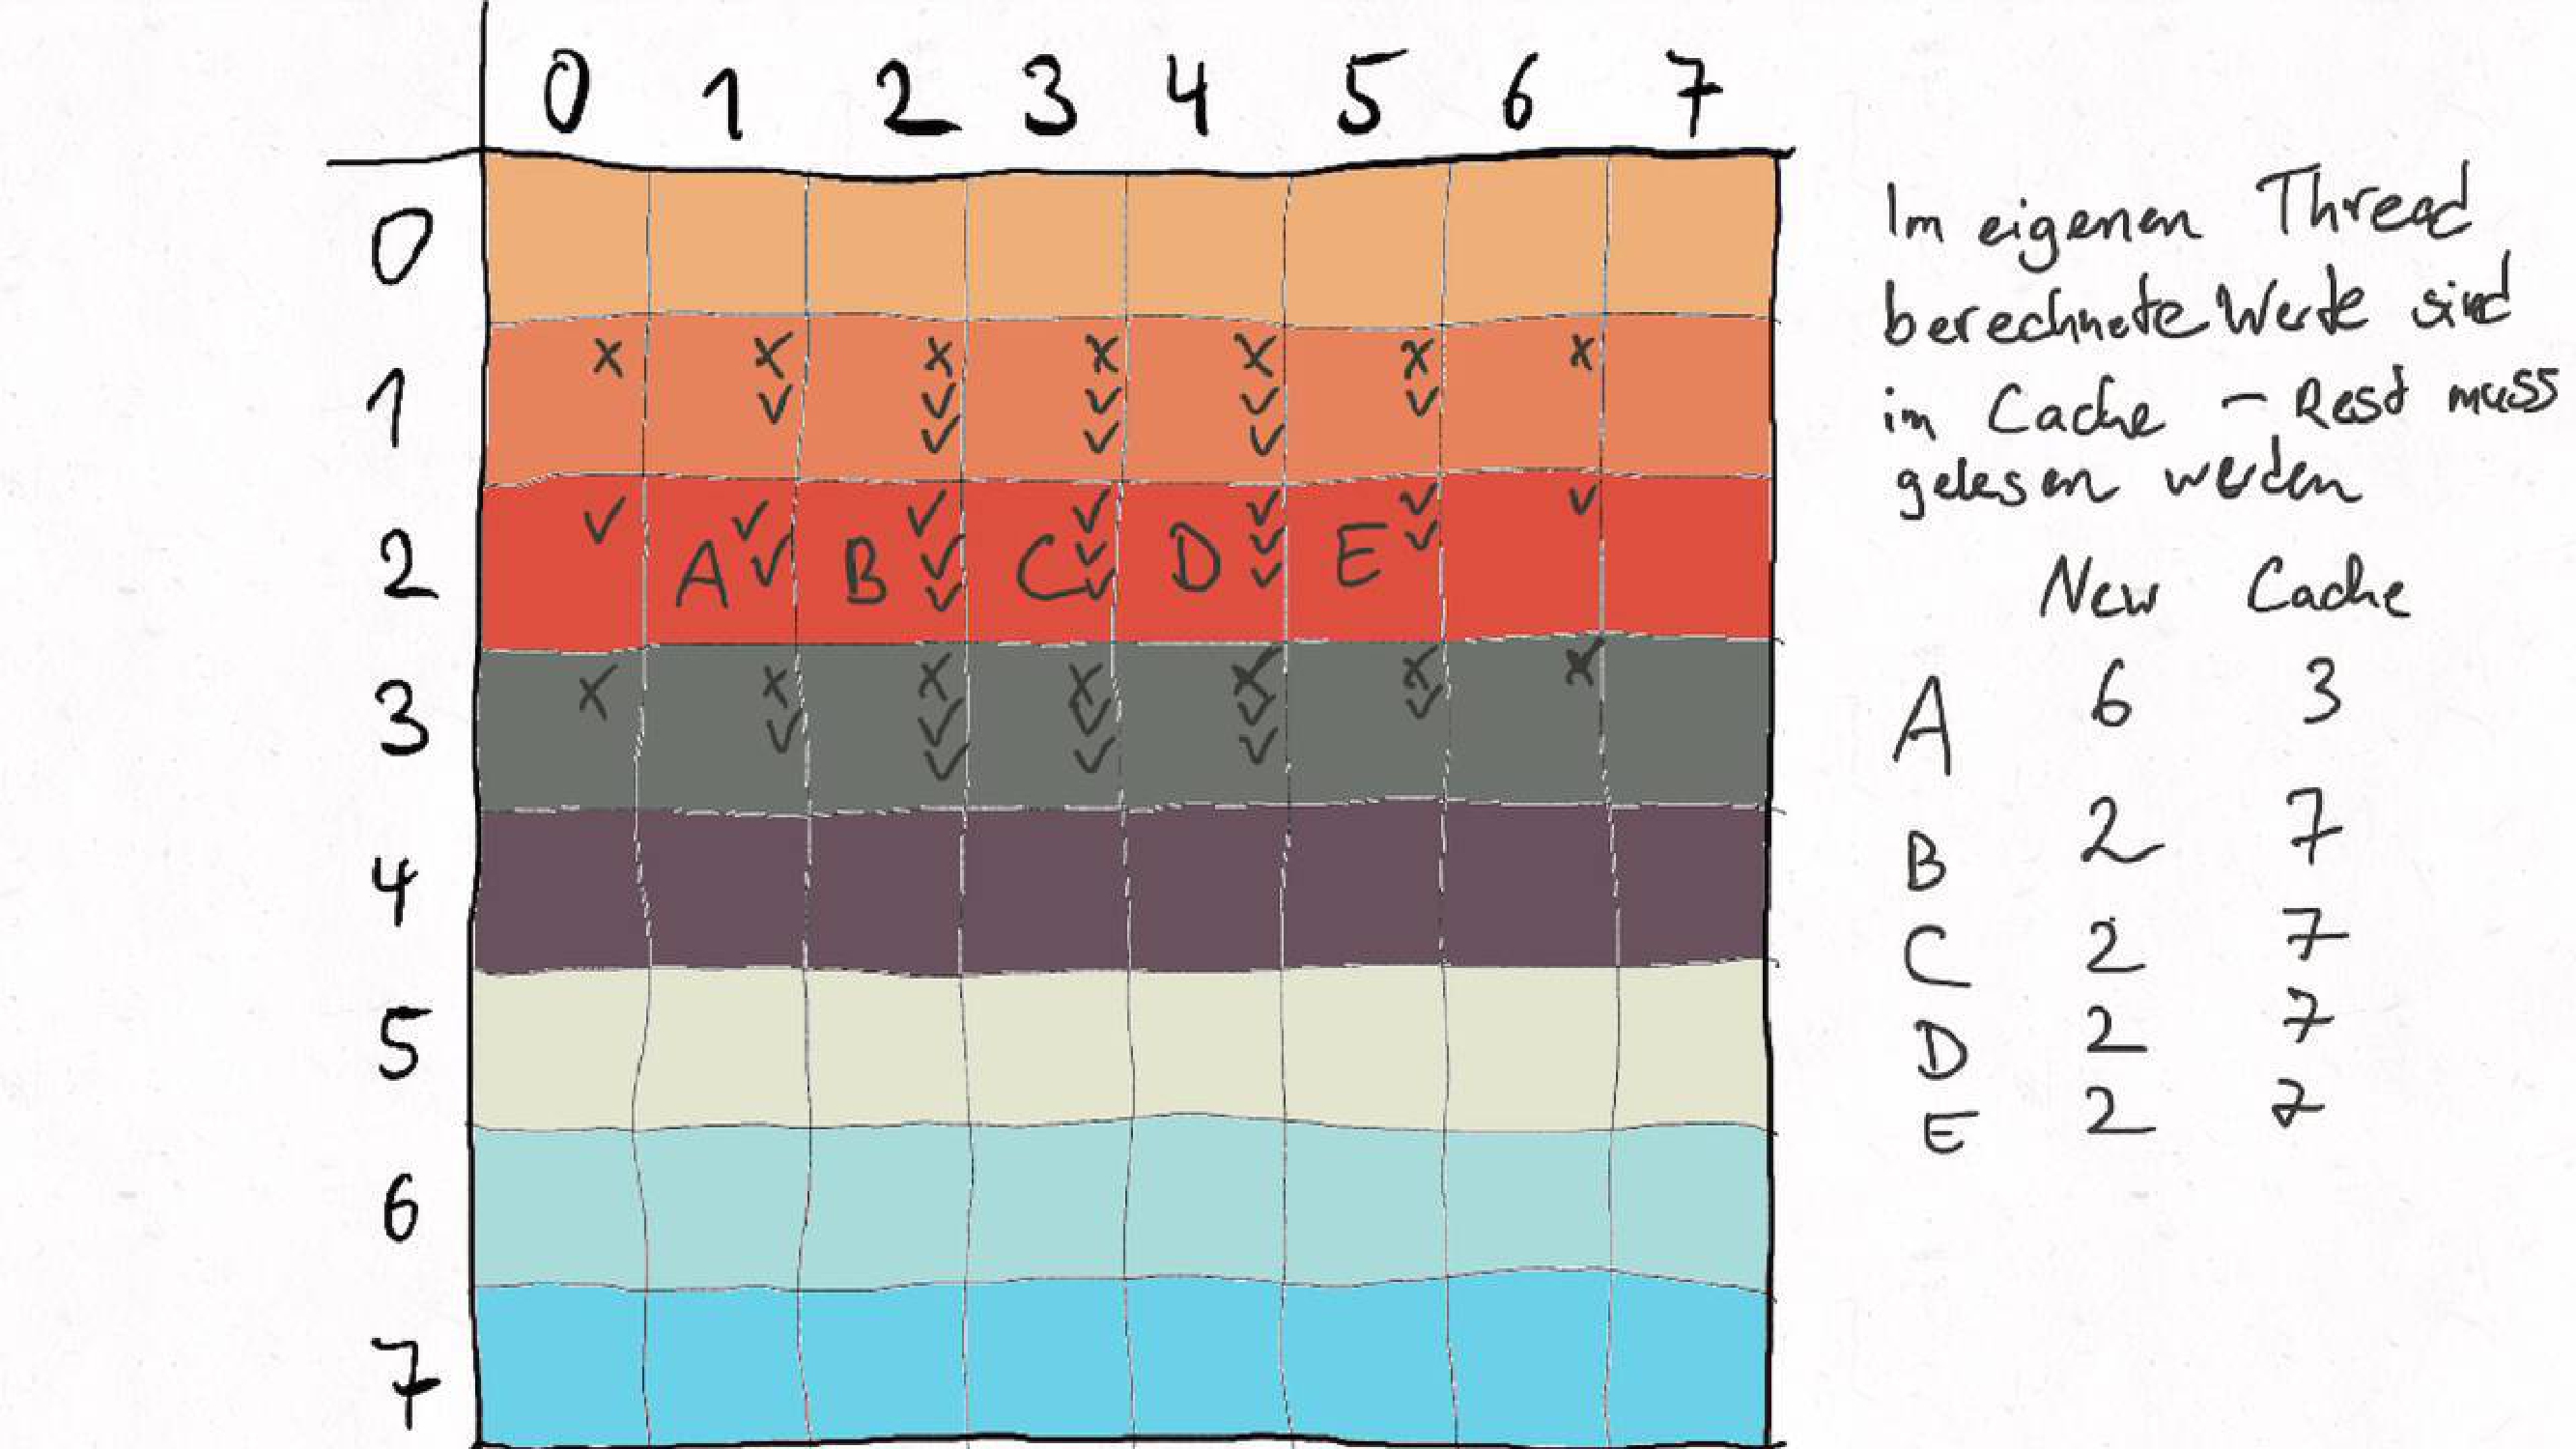 0 1 2 3 4 5 6 7
0
1
2 A B C D E
3
4
5
6
7
Im eigenen Thread
berechnete Werte sind
im Cache – Rest muss
gelesen werden
New Cache
A 6 3
B 2 7
C 2 7
D 2 7
E 2 7